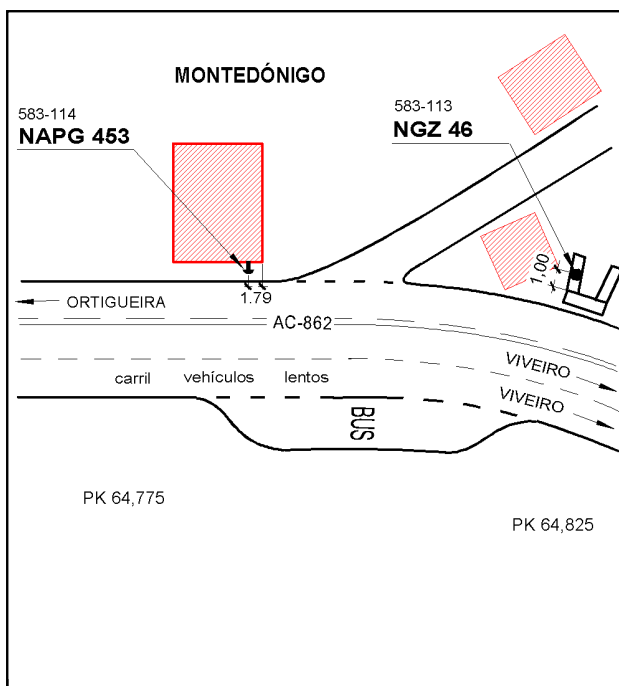 MONTEDÓNIGO
583-114
NAPG 453
583-113
NGZ 46
1,00
1.79
ORTIGUEIRA
AC-862
VIVEIRO
carril vehículos lentos
VIVEIRO
BUS
PK 64,775
PK 64,825